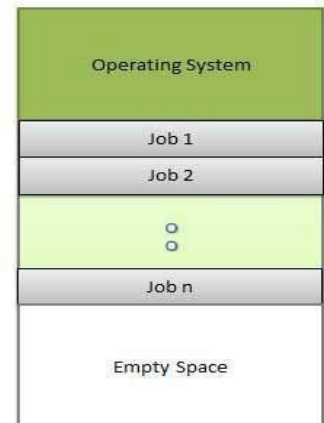 Operating System
Job 1
Job 2
Job n
Empty Space